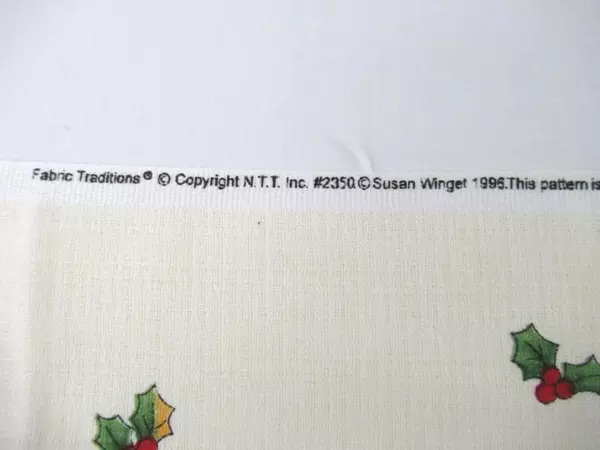 Fabric Traditions® © Copyright N.T.T. Inc. #2350 © Susan Winget 1996. This pattern is